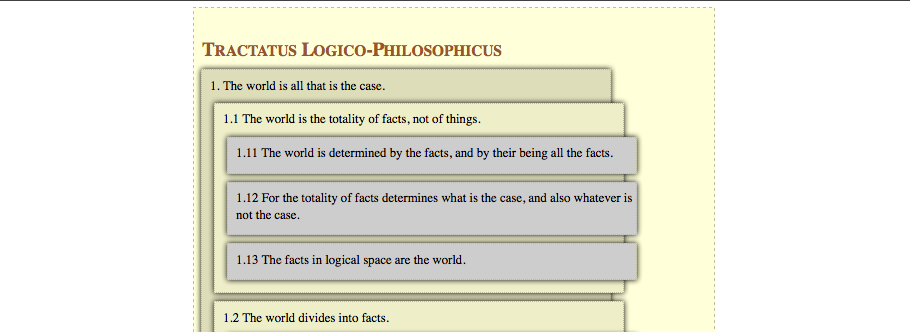 Tractatus Logico-Philosophicus
1. The world is all that is the case.
1.1 The world is the totality of facts, not of things.
1.11 The world is determined by the facts, and by their being all the facts.
1.12 For the totality of facts determines what is the case, and also whatever is
not the case.
1.13 The facts in logical space are the world.
1.2 The world divides into facts.